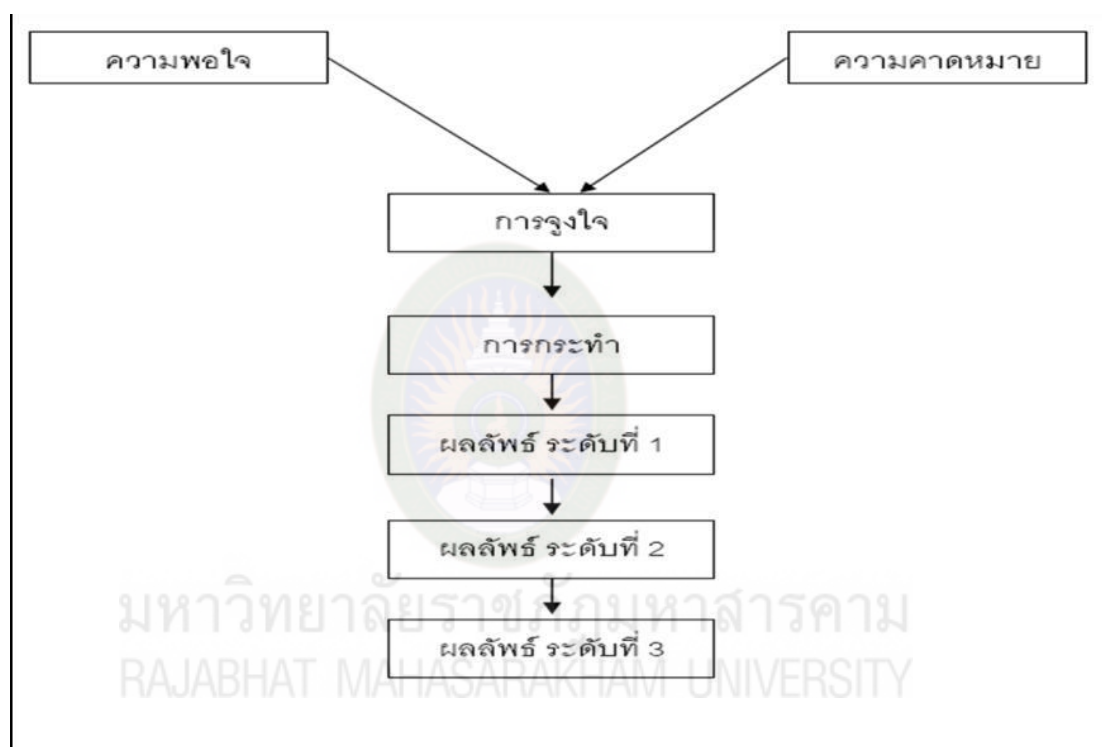 ความพอใจ
ความคาดหมาย
การจูงใจ
การกระทำ
ผลลัพธ์ ระดับที่ 1
ผลลัพธ์ ระดับที่ 2
มหาวิทยาลัยราชภัฏมหาสารคาม
ผลลัพธ์ ระดับที่ 3
RAJABHAT MAHASARAKHAM UNIVERSITY